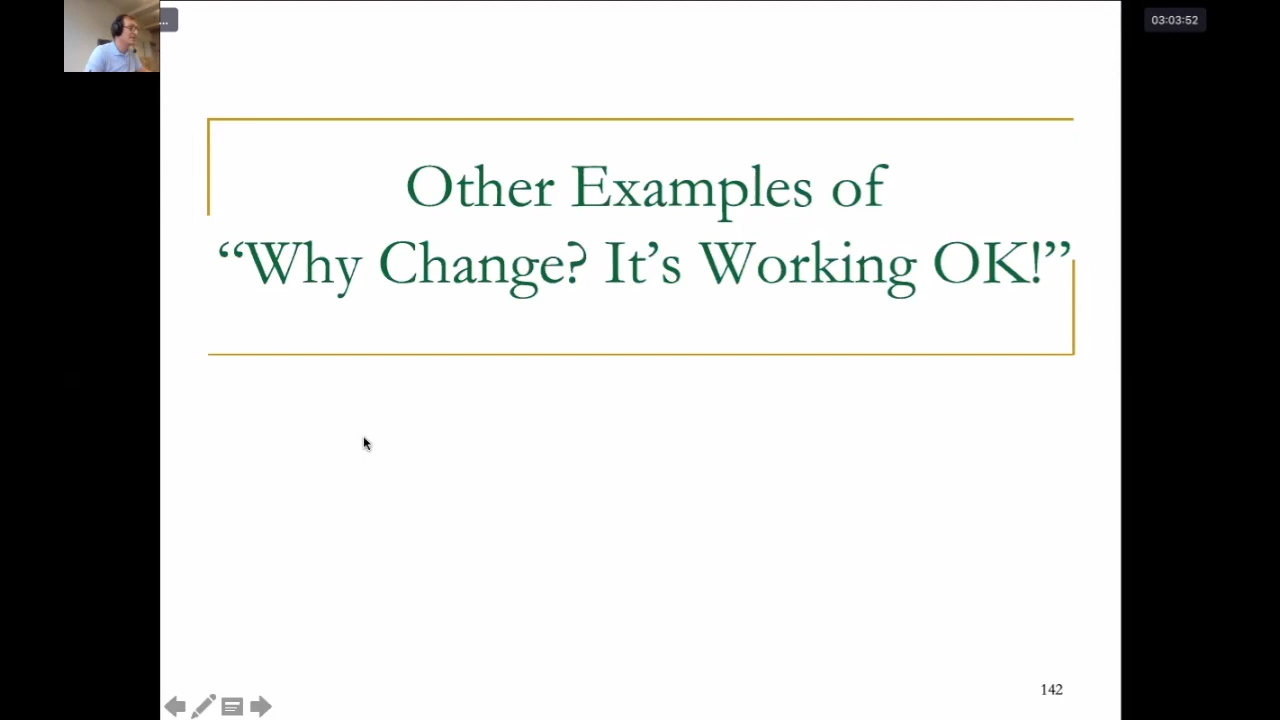 ...
03:03:52
Other Examples of
“Why Change? It’s Working OK!”
142